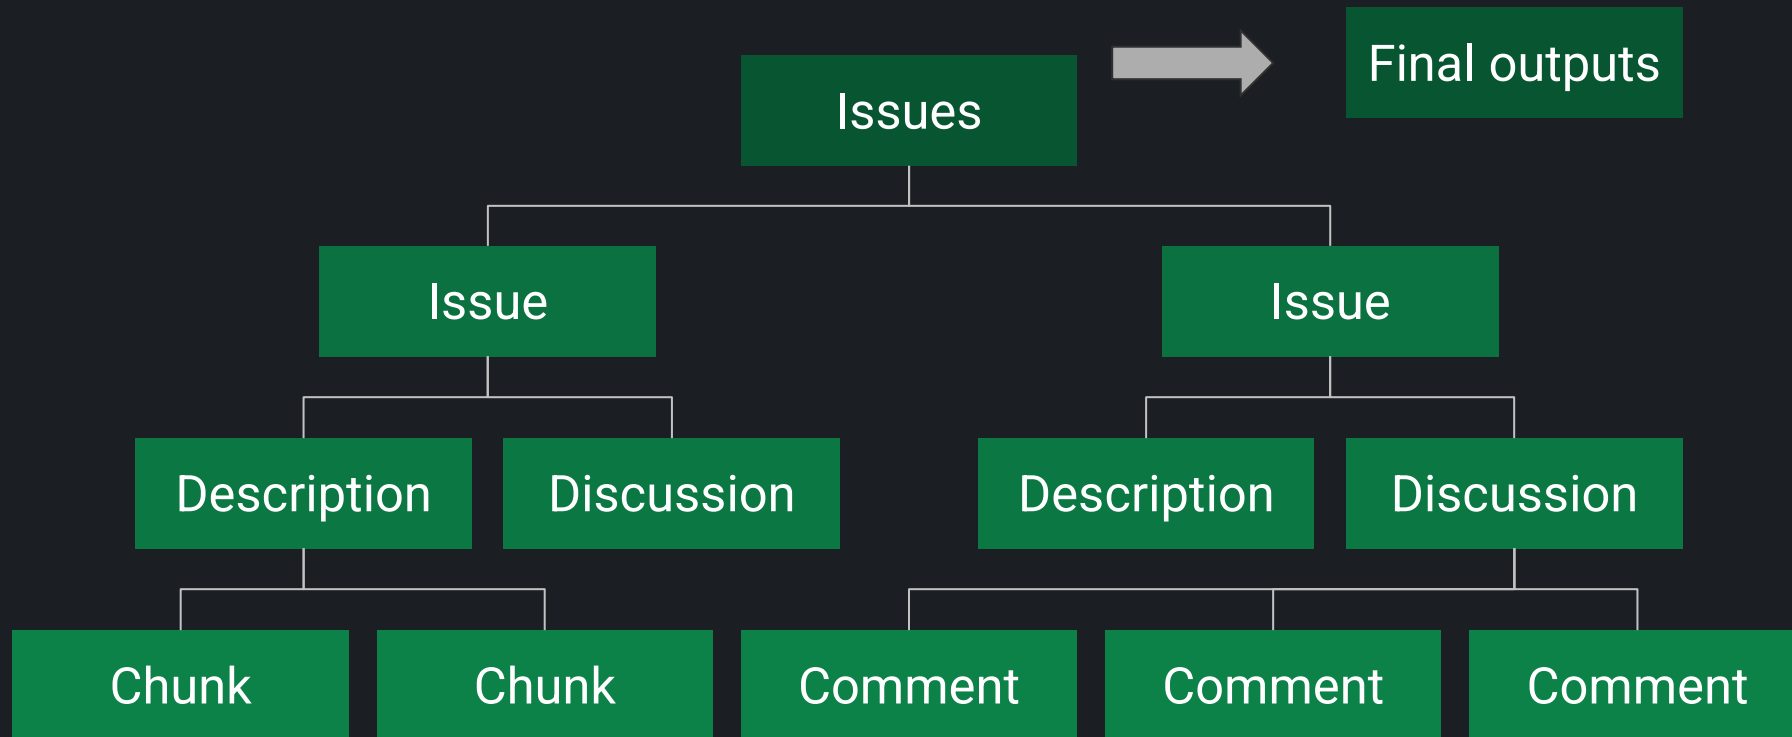 Final outputs
Issues
Issue
Issue
Description
Discussion
Description
Discussion
Chunk
Chunk
Comment
Comment
Comment